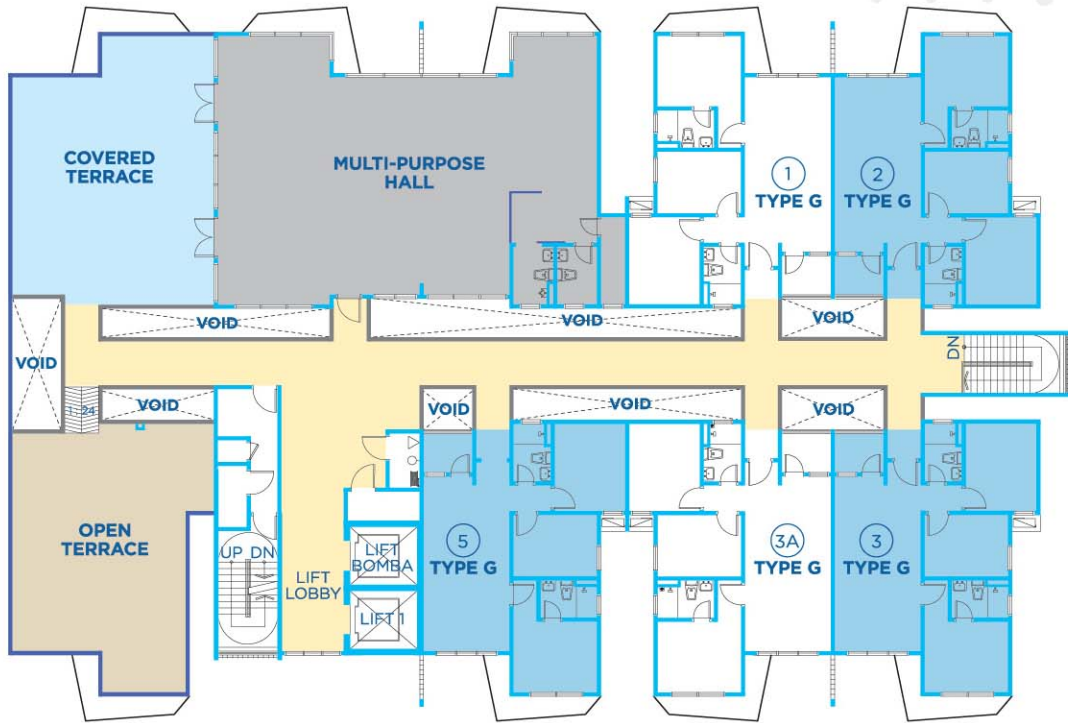 COVERED
TERRACE
MULTI-PURPOSE
HALL
1
TYPE G
2
TYPE G
VOID
VOID
VOID
VOID
DN
1-24
VOID
VOID
VOID
VOID
OPEN
TERRACE
UP DN
LIFT
LOBBY
LIFT
BOMBA
LIFT 1
5
TYPE G
3A
TYPE G
3
TYPE G